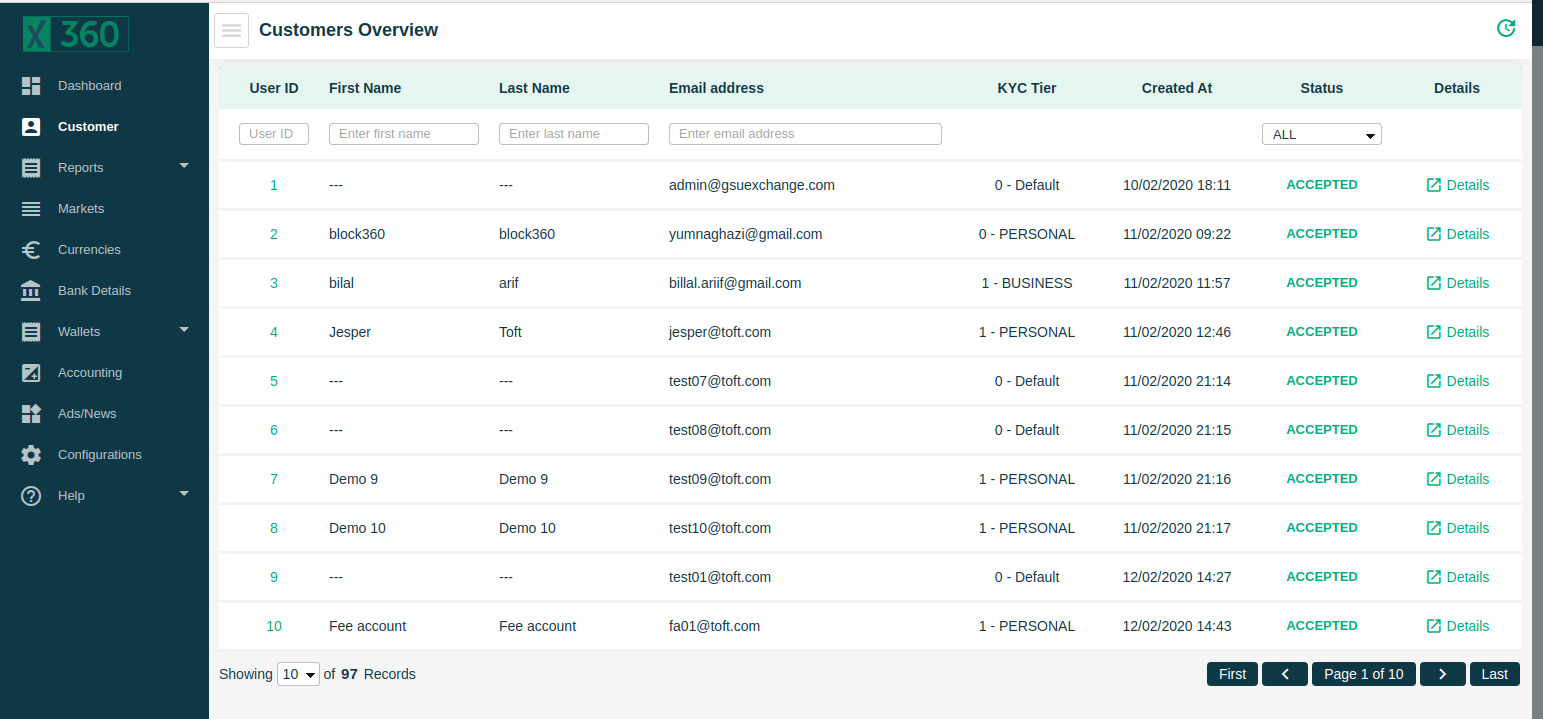 X 360
Customers Overview
Dashboard
Customer
Reports
Markets
Currencies
Bank Details
Wallets
Accounting
Ads/News
Configurations
Help
User ID First Name Last Name Email address KYC Tier Created At Status Details
User ID Enter first name Enter last name Enter email address ALL
1 --- --- admin@gsuexchange.com 0 - Default 10/02/2020 18:11 ACCEPTED Details
2 block360 block360 yumnaghazi@gmail.com 0 - PERSONAL 11/02/2020 09:22 ACCEPTED Details
3 bilal arif billal.ariif@gmail.com 1 - BUSINESS 11/02/2020 11:57 ACCEPTED Details
4 Jesper Toft jesper@toft.com 1 - PERSONAL 11/02/2020 12:46 ACCEPTED Details
5 --- --- test07@toft.com 0 - Default 11/02/2020 21:14 ACCEPTED Details
6 --- --- test08@toft.com 0 - Default 11/02/2020 21:15 ACCEPTED Details
7 Demo 9 Demo 9 test09@toft.com 1 - PERSONAL 11/02/2020 21:16 ACCEPTED Details
8 Demo 10 Demo 10 test10@toft.com 1 - PERSONAL 11/02/2020 21:17 ACCEPTED Details
9 --- --- test01@toft.com 0 - Default 12/02/2020 14:27 ACCEPTED Details
10 Fee account Fee account fa01@toft.com 1 - PERSONAL 12/02/2020 14:43 ACCEPTED Details
Showing 10 of 97 Records First Page 1 of 10 Last